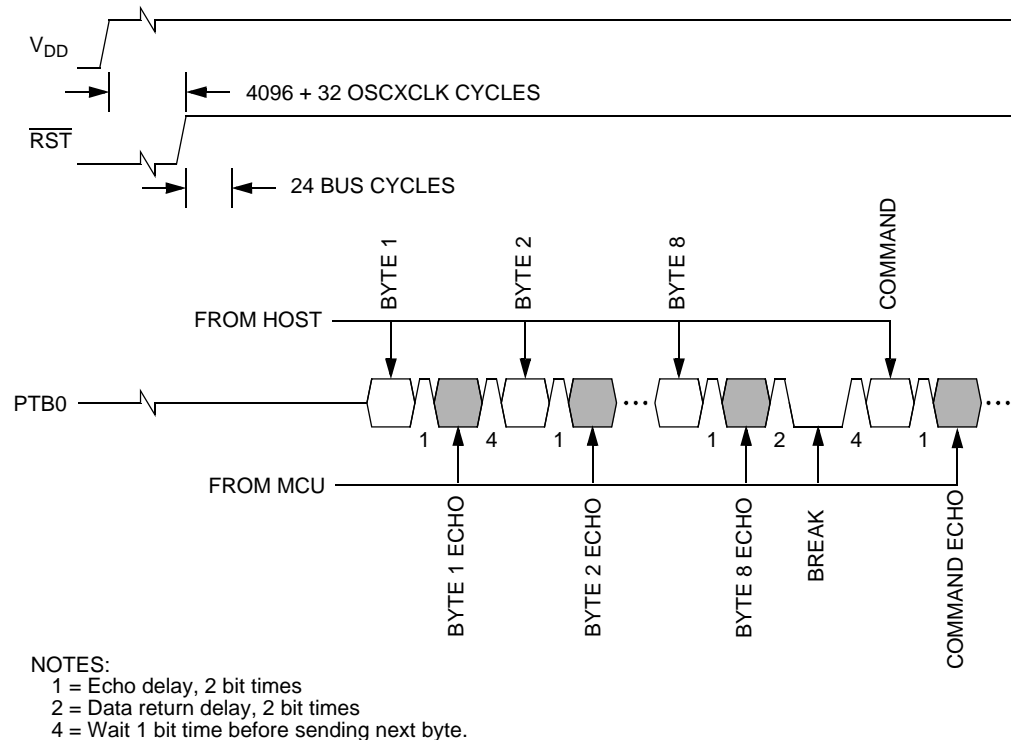 VDD
4096 + 32 OSCXCLK CYCLES
RST
24 BUS CYCLES
BYTE 1
BYTE 2
BYTE 8
COMMAND
FROM HOST
PTB0
1
4
1
1
2
4
1
FROM MCU
BYTE 1 ECHO
BYTE 2 ECHO
BYTE 8 ECHO
BREAK
COMMAND ECHO
NOTES:
1 = Echo delay, 2 bit times
2 = Data return delay, 2 bit times
4 = Wait 1 bit time before sending next byte.